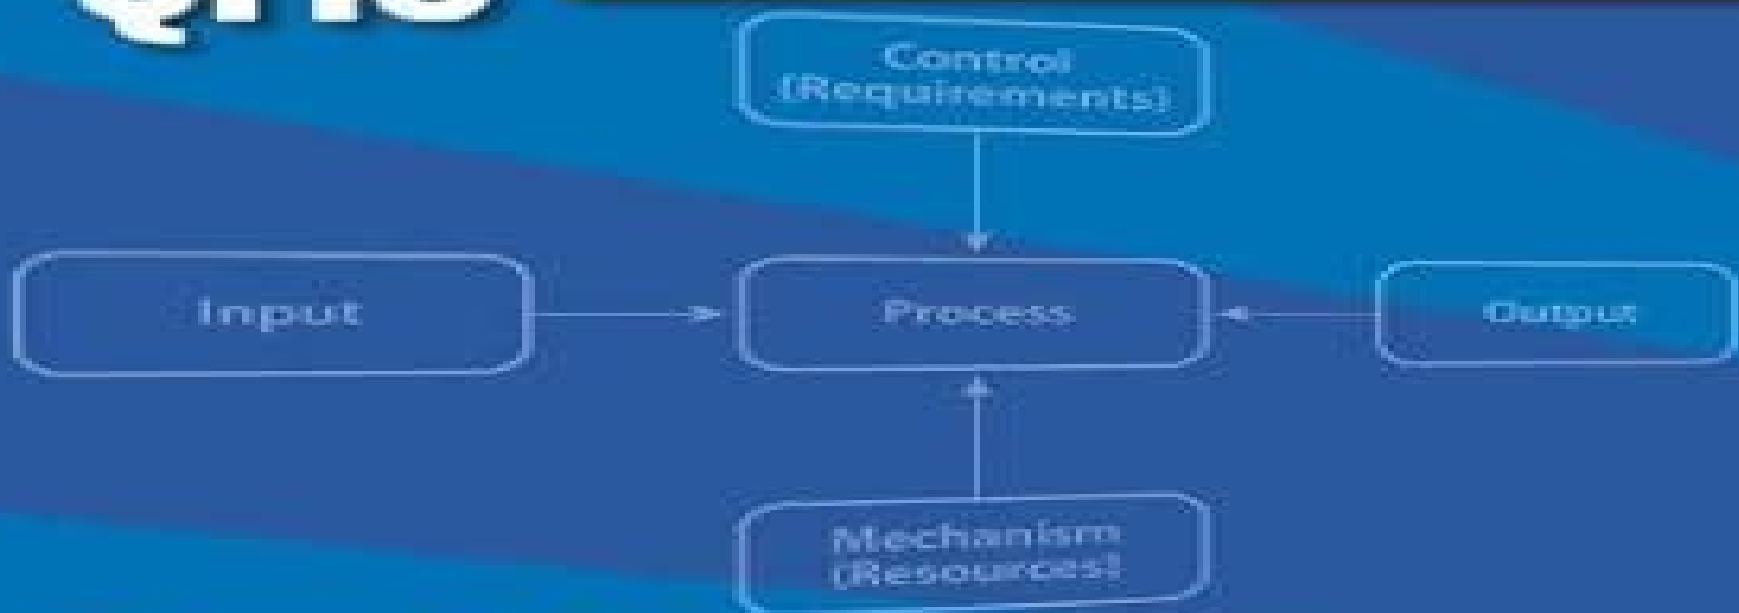 Control
(Requirements)
Input
Process
Output
Mechanism
(Resources)